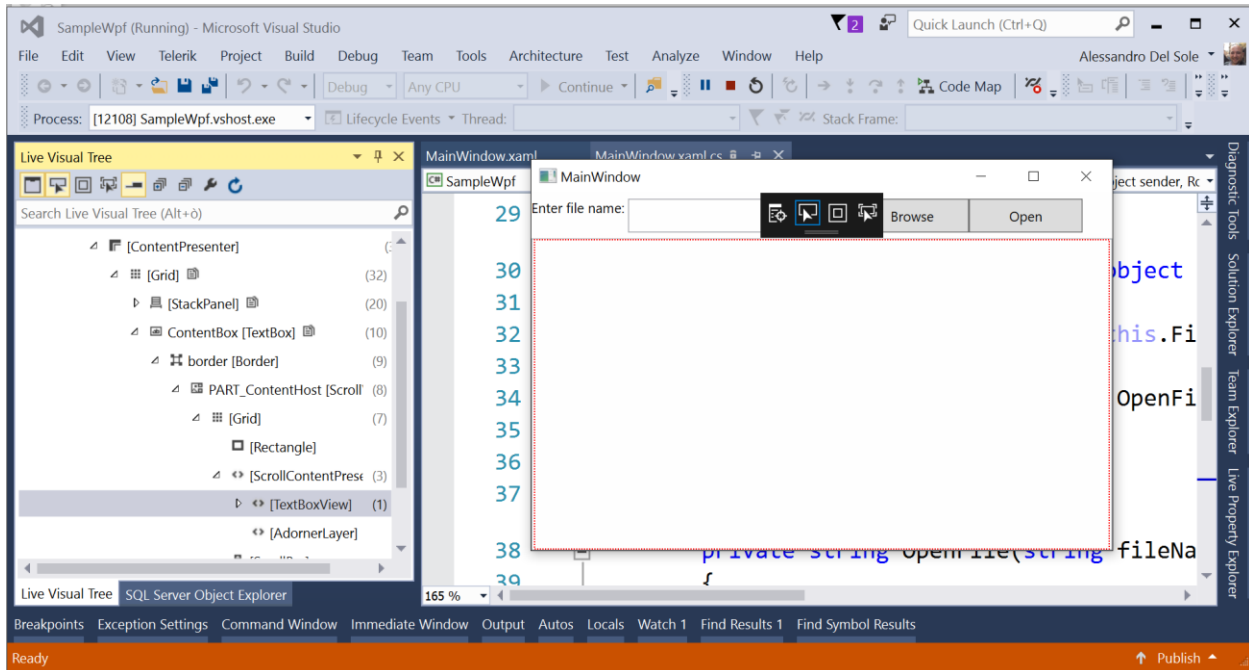 SampleWpf (Running) - Microsoft Visual Studio
2
Quick Launch (Ctrl+Q)
File Edit View Telerik Project Build Debug Team Tools Architecture Test Analyze Window Help
Alessandro Del Sole
Debug Any CPU Continue Code Map
Process: [12108] SampleWpf.vshost.exe Lifecycle Events Thread: Stack Frame:
Live Visual Tree
Search Live Visual Tree (Alt+ò)
[ContentPresenter]
[Grid] (32)
[StackPanel] (20)
ContentBox [TextBox] (10)
border [Border] (9)
PART_ContentHost [Scroll (8)
[Grid] (7)
[Rectangle]
[ScrollContentPrese (3)
[TextBoxView] (1)
[AdornerLayer]
Live Visual Tree SQL Server Object Explorer
MainWindow.xaml MainWindow.xaml.cs
SampleWpf
ject sender, Rc
MainWindow
Enter file name: Browse Open
29
30 object
31
32 this.Fi
33
34 OpenFi
35
36
37
38 private string OpenFile(string fileNa
39 {
165 %
Diagnostic Tools
Solution Explorer
Team Explorer
Live Property Explorer
Breakpoints Exception Settings Command Window Immediate Window Output Autos Locals Watch 1 Find Results 1 Find Symbol Results
Ready
Publish